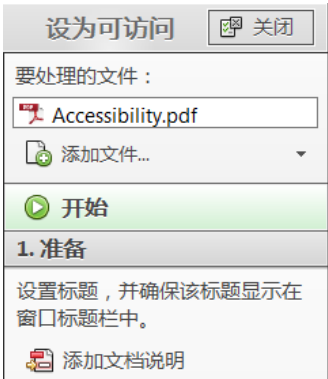 设为可访问 关闭
要处理的文件：
Accessibility.pdf
添加文件...
开始
1. 准备
设置标题，并确保该标题显示在
窗口标题栏中。
添加文档说明